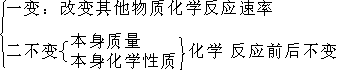 一变：改变其他物质化学反应速率
二不变{本身质量
本身化学性质}化学 反应前后不变